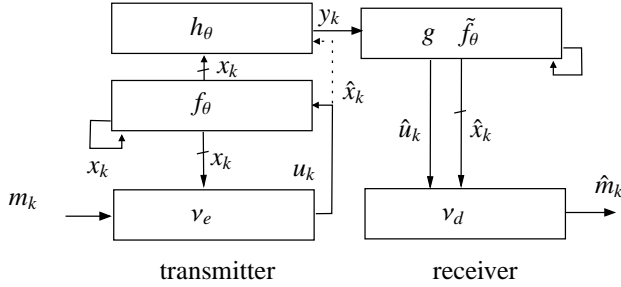 y_k
h_θ
g f̃_θ
x_k
x̂_k
f_θ
û_k x̂_k
x_k
x_k
u_k
m_k
ν_e
ν_d
m̂_k
transmitter
receiver